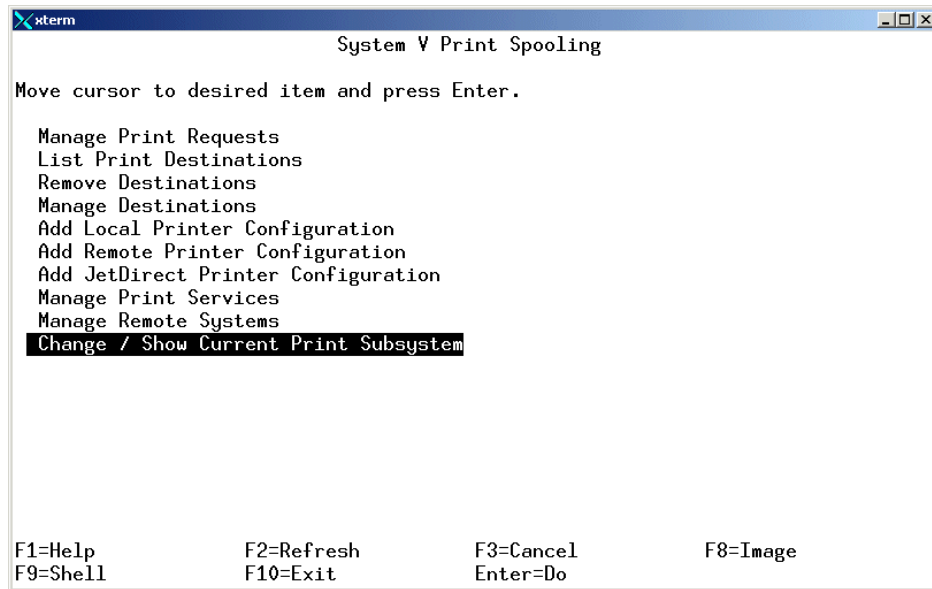 xterm
System V Print Spooling
Move cursor to desired item and press Enter.
Manage Print Requests
List Print Destinations
Remove Destinations
Manage Destinations
Add Local Printer Configuration
Add Remote Printer Configuration
Add JetDirect Printer Configuration
Manage Print Services
Manage Remote Systems
Change / Show Current Print Subsystem
F1=Help F2=Refresh F3=Cancel F8=Image
F9=Shell F10=Exit Enter=Do